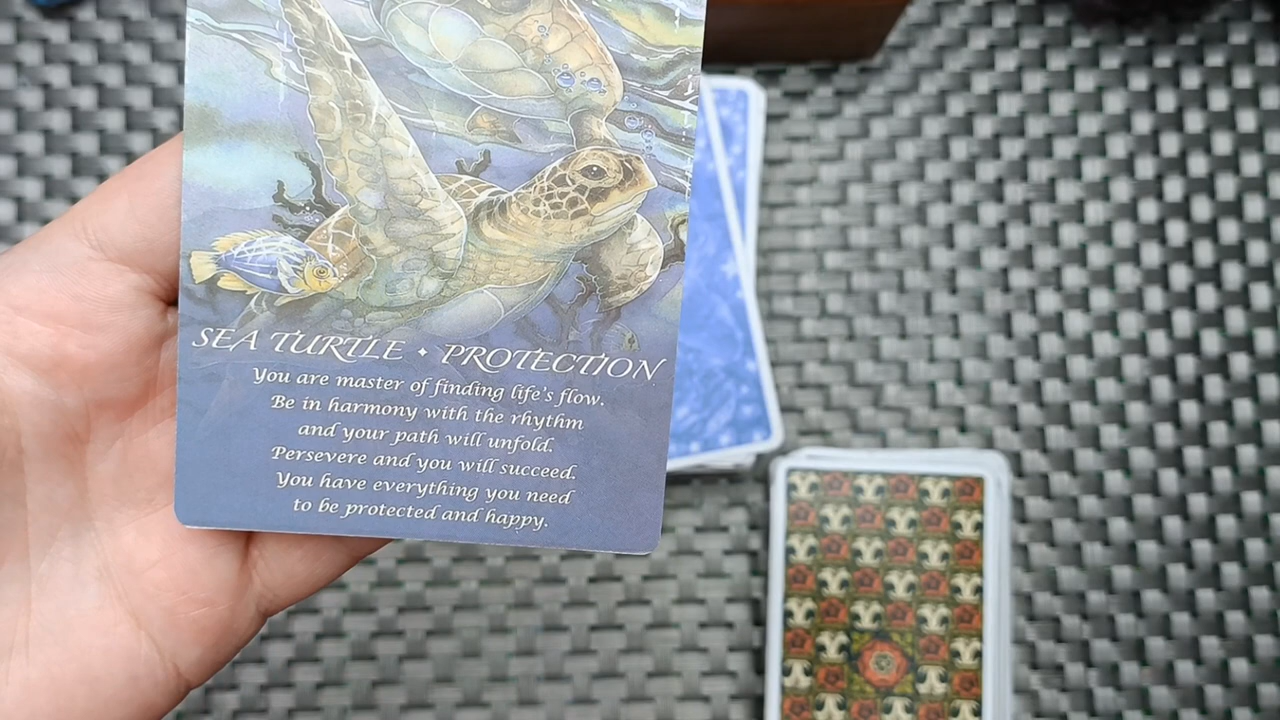 SEA TURTLE • PROTECTION
You are master of finding life's flow.
Be in harmony with the rhythm
and your path will unfold.
Persevere and you will succeed.
You have everything you need
to be protected and happy.